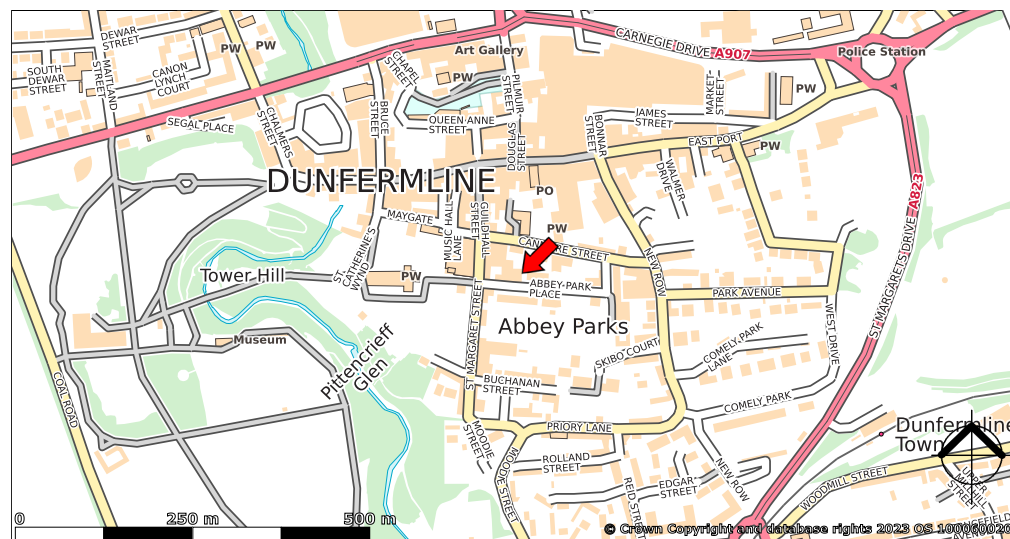 DEWAR
STREET
PW
PW
CARNEGIE DRIVE
A907
Art Gallery
Police Station
SOUTH
DEWAR
STREET
MAITLAND
STREET
CANON
LYNCH
COURT
CHAPEL
STREET
PW
PILMUIR
STREET
MARKET
STREET
PW
SEGAL PLACE
CHALMERS
STREET
BRUCE
STREET
QUEEN ANNE
STREET
DOUGLAS
STREET
BONNAR
STREET
JAMES
STREET
EAST PORT
PW
DUNFERMLINE
PO
WALMER
DRIVE
A823
ST MARGARETS DRIVE
MAYGATE
MUSIC HALL
LANE
GUILDHALL
STREET
PW
CANMORE STREET
ST.
CATHERINE'S
WYND
NEW ROW
Tower Hill
PW
ABBEY PARK
PLACE
PARK AVENUE
Abbey Parks
ST MARGARET STREET
Museum
Pittencrieff
Glen
SKIBO COURT
COMELY PARK
LANE
WEST DRIVE
COAL ROAD
BUCHANAN
STREET
COMELY PARK
PRIORY LANE
MOODIE
STREET
Dunfermline
Town
ROLLAND
STREET
MOODIE STREET
REID STREET
EDGAR
STREET
NEW ROW
WOODMILL STREET
UPPER
MILLHILL
STREET
0
250 m
500 m
© Crown Copyright and database rights 2023 OS 100060020